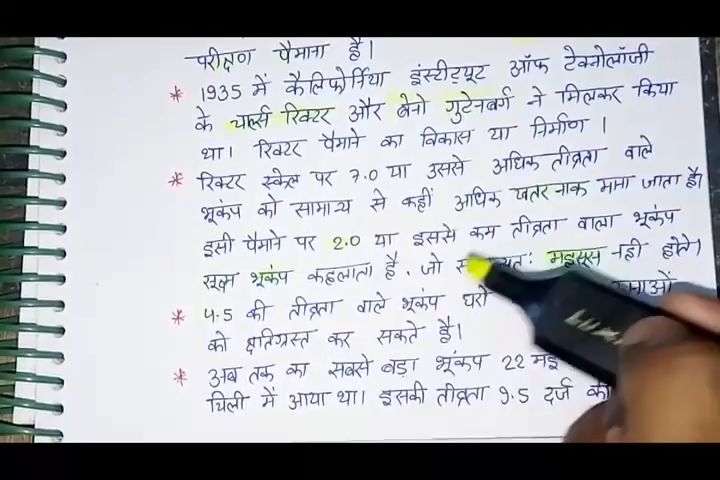 परीक्षण पैमाना है।
* 1935 में कैलिफोर्निया इंस्टीट्यूट ऑफ टेक्नोलॉजी
के चार्ल्स रिक्टर और बेनो गुटेनबर्ग ने मिलकर किया
था। रिक्टर पैमाने का विकास या निर्माण।
* रिक्टर स्केल पर 7.0 या उससे अधिक तीव्रता वाले
भूकंप को सामान्य से कहीं अधिक खतरनाक माना जाता है।
इसी पैमाने पर 2.0 या इससे कम तीव्रता वाला भूकंप
सूक्ष्म भूकंप कहलाता है, जो महसूस नही होते।
* 4.5 की तीव्रता वाले भूकंप घरों
को क्षतिग्रस्त कर सकते है।
* अब तक का सबसे बड़ा भूकंप 22 मई
चिली में आया था। इसकी तीव्रता 9.5 दर्ज की